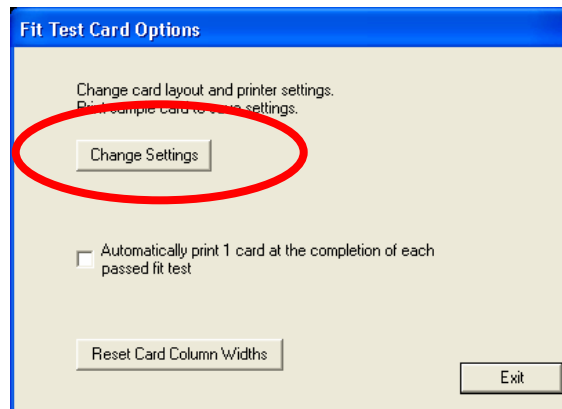 Fit Test Card Options
Change card layout and printer settings.
Print sample card to save settings.
Change Settings
Automatically print 1 card at the completion of each
passed fit test
Reset Card Column Widths
Exit